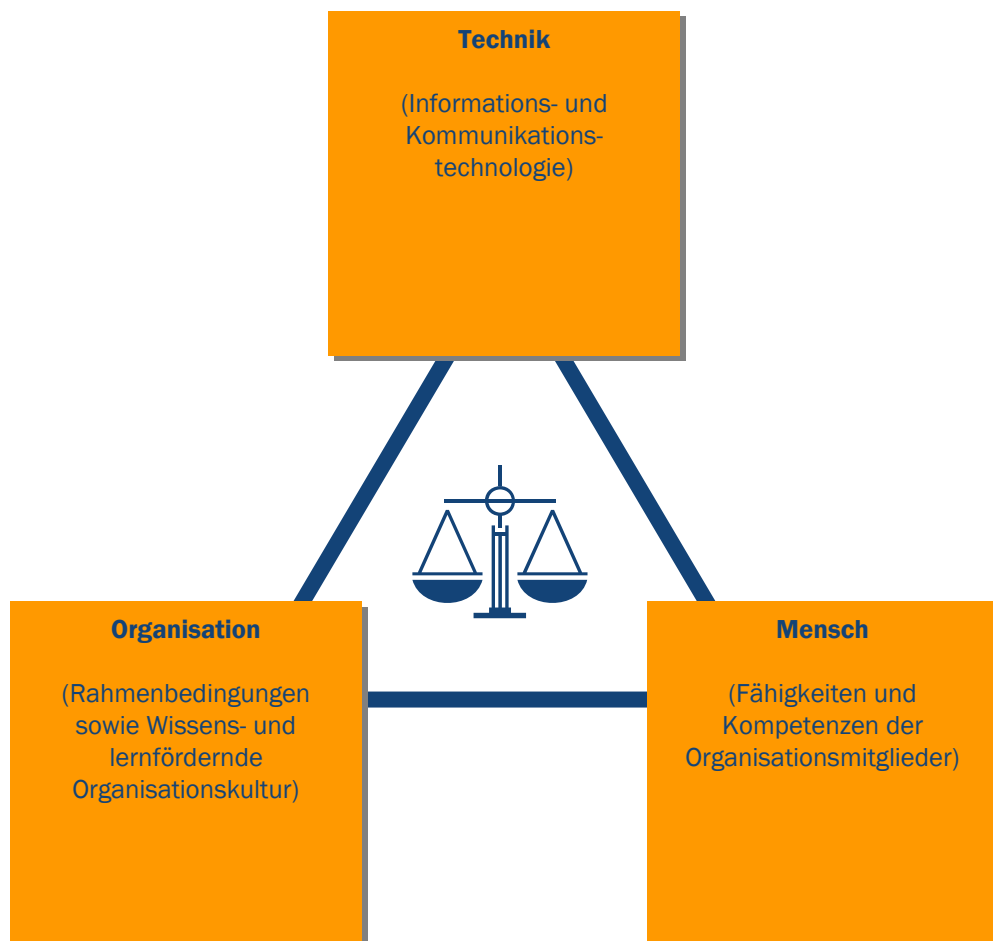 Technik
(Informations- und
Kommunikations-
technologie)
Organisation
(Rahmenbedingungen
sowie Wissens- und
lernfördernde
Organisationskultur)
Mensch
(Fähigkeiten und
Kompetenzen der
Organisationsmitglieder)